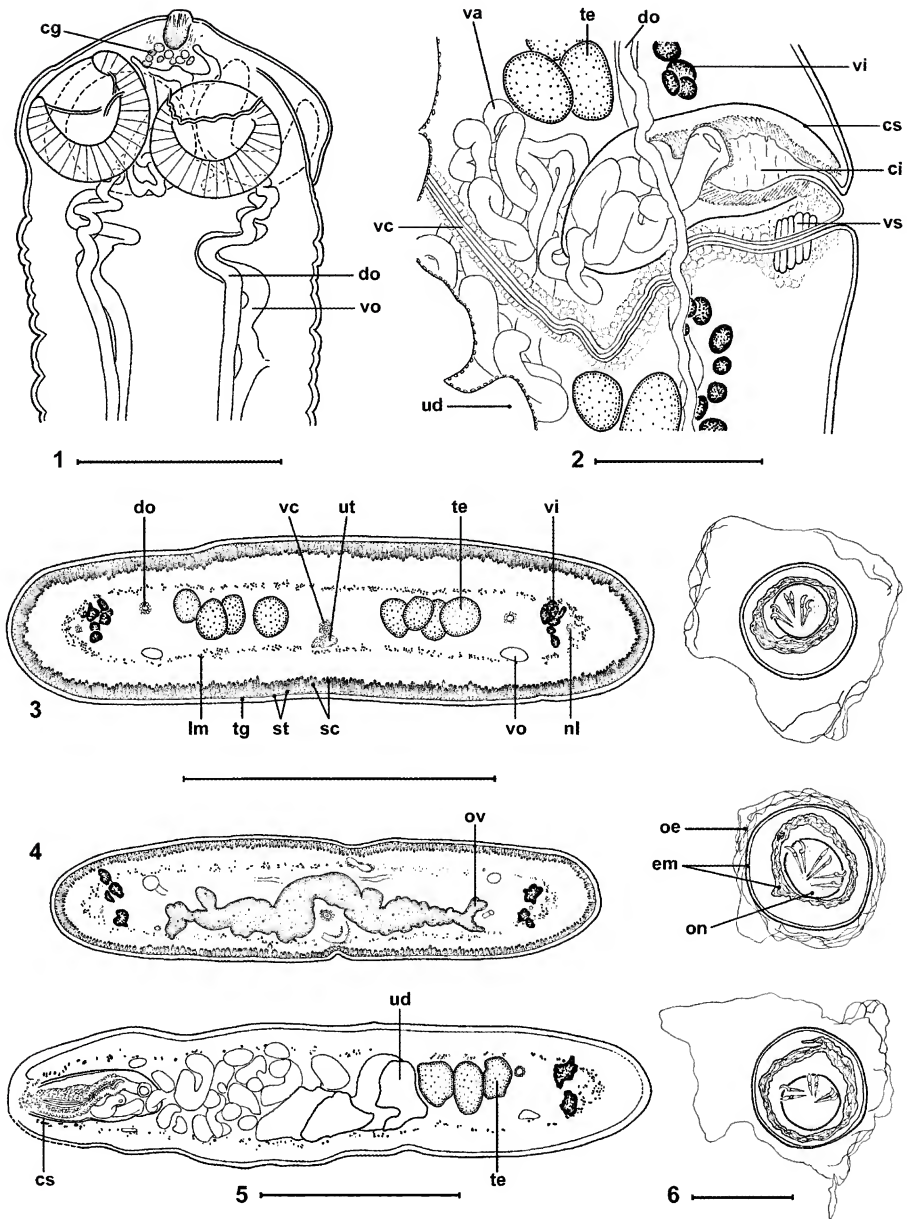 cg
do
vo
1
va te do
vi
cs
ci
vs
vc
ud
2
do vc ut te vi
lm tg st sc vo nl
3
4
ov
oe
em
on
ud
cs te
5
6